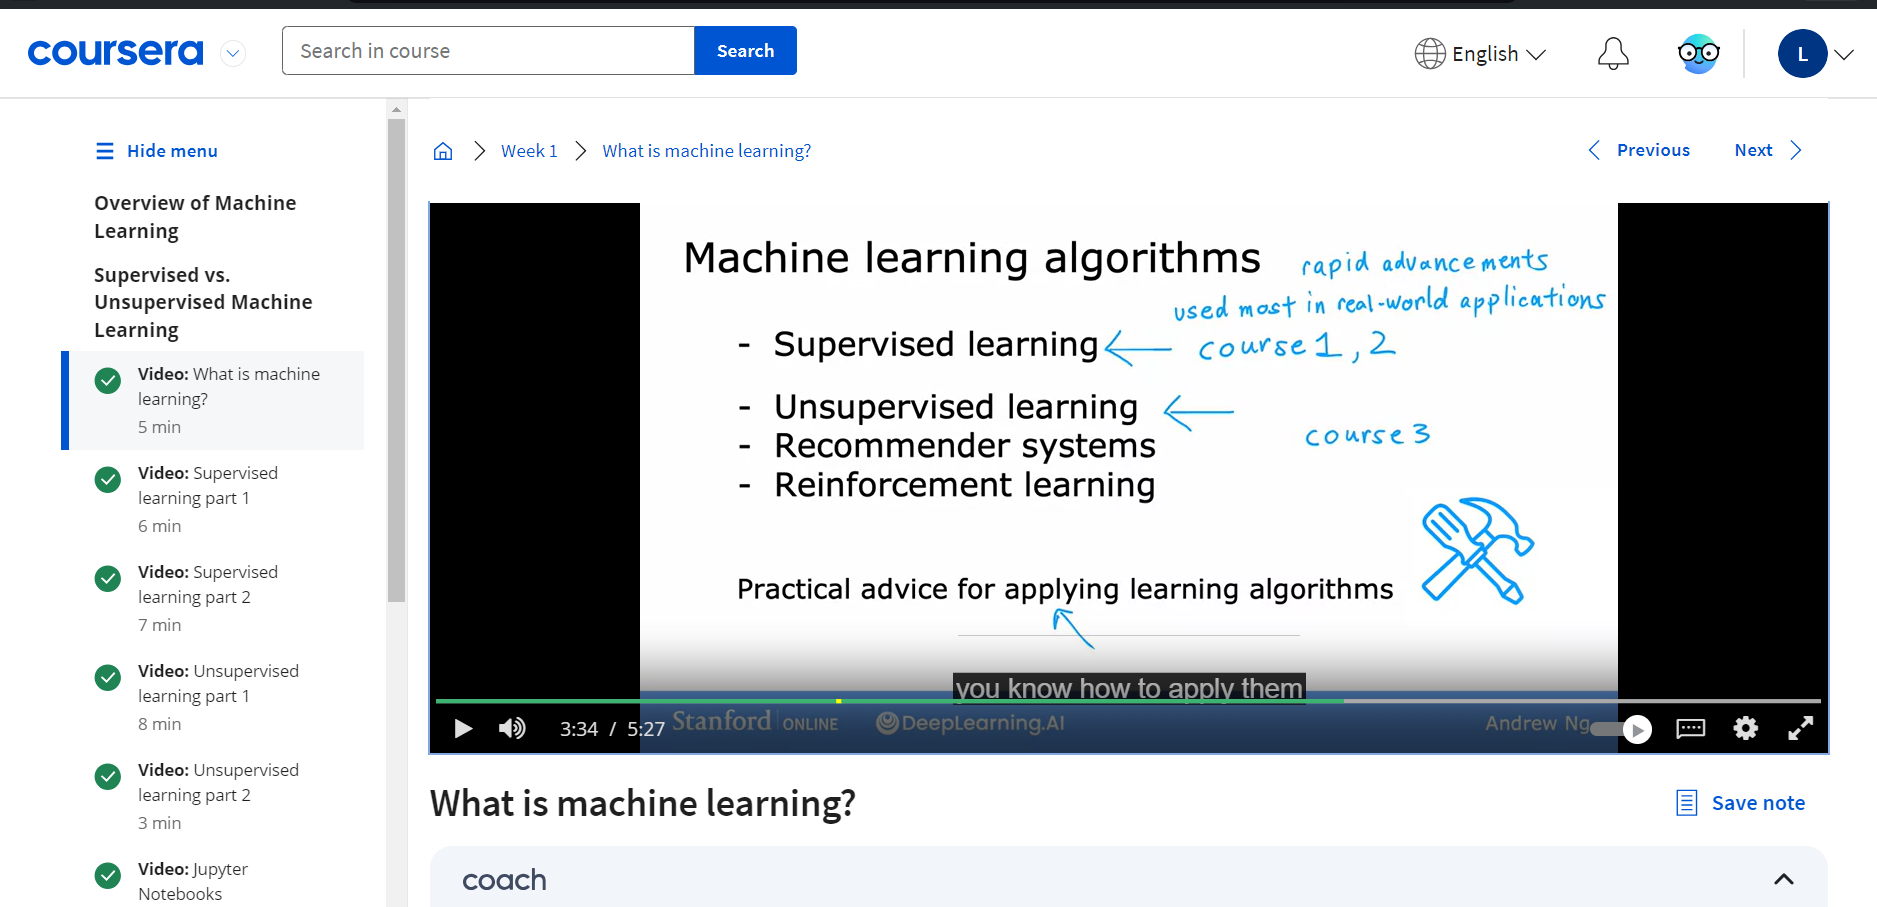 coursera
Search in course
Search
English
L
Hide menu
Overview of Machine
Learning
Supervised vs.
Unsupervised Machine
Learning
Video: What is machine
learning?
5 min
Video: Supervised
learning part 1
6 min
Video: Supervised
learning part 2
7 min
Video: Unsupervised
learning part 1
8 min
Video: Unsupervised
learning part 2
3 min
Video: Jupyter
Notebooks
Week 1
What is machine learning?
Previous
Next
Machine learning algorithms
rapid advancements
used most in real-world applications
- Supervised learning
course 1, 2
- Unsupervised learning
- Recommender systems
course 3
- Reinforcement learning
Practical advice for applying learning algorithms
you know how to apply them
3:34 / 5:27
Stanford ONLINE
DeepLearning.AI
Andrew Ng
What is machine learning?
Save note
coach